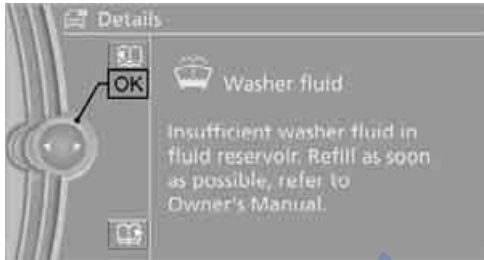 Details
OK
Washer fluid
Insufficient washer fluid in
fluid reservoir. Refill as soon
as possible, refer to
Owner's Manual.